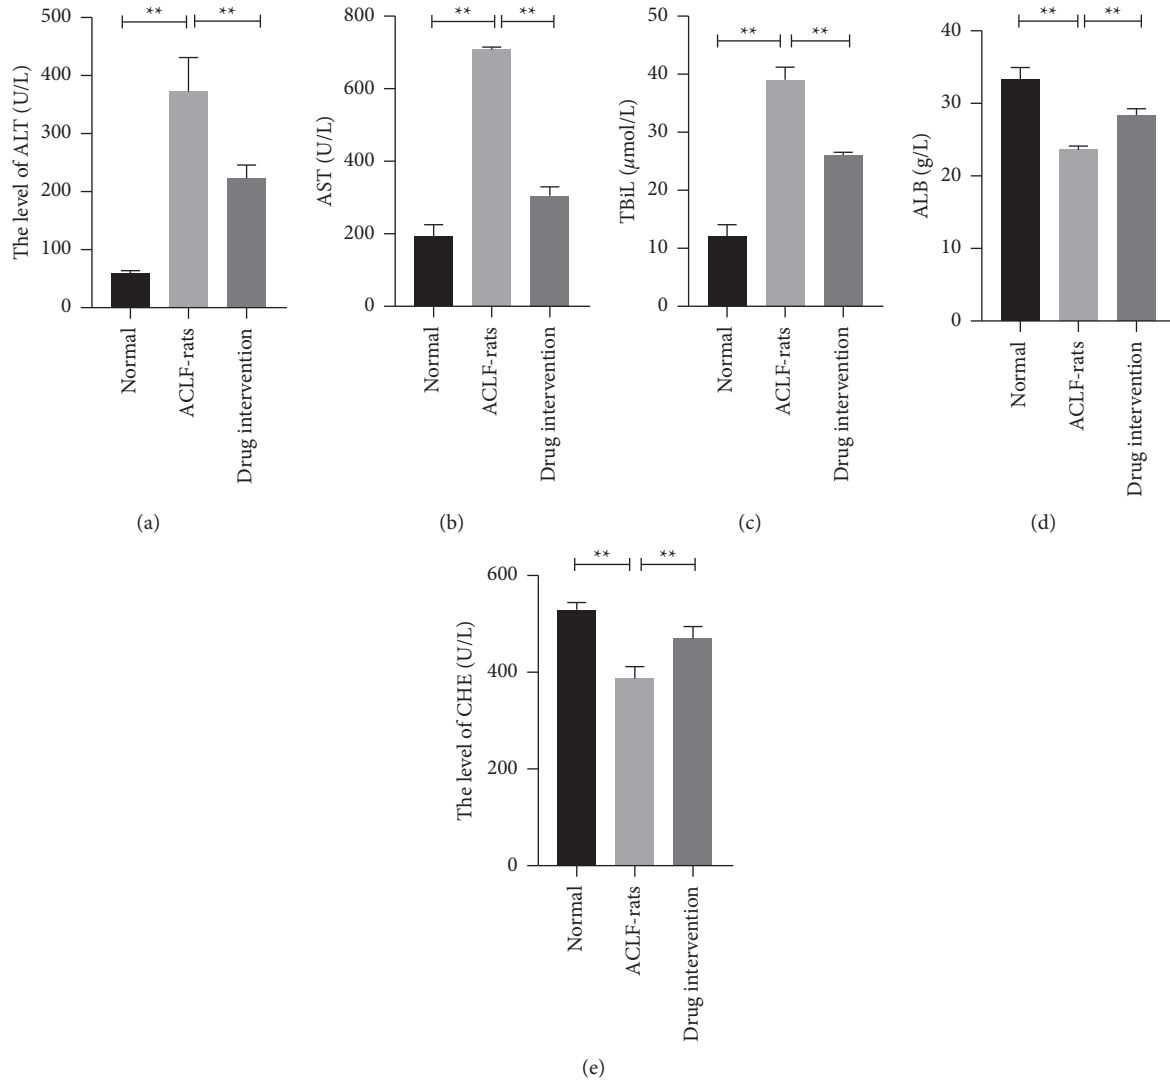 The level of ALT (U/L)
500
400
300
200
100
0
**
**
Normal
ACLF-rats
Drug intervention
(a)
AST (U/L)
800
600
400
200
0
**
**
Normal
ACLF-rats
Drug intervention
(b)
TBiL (μmol/L)
50
40
30
20
10
0
**
**
Normal
ACLF-rats
Drug intervention
(c)
ALB (g/L)
40
30
20
10
0
**
**
Normal
ACLF-rats
Drug intervention
(d)
The level of CHE (U/L)
600
400
200
0
**
**
Normal
ACLF-rats
Drug intervention
(e)